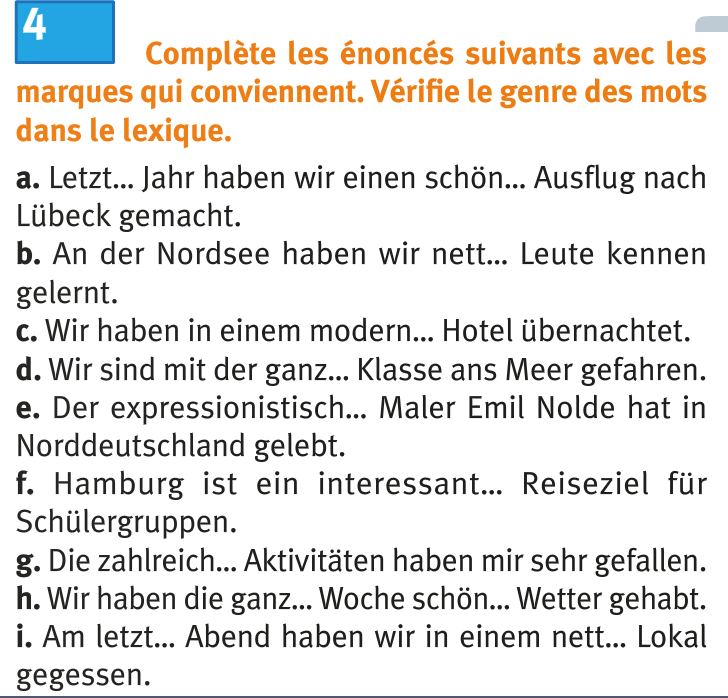 4
Complète les énoncés suivants avec les
marques qui conviennent. Vérifie le genre des mots
dans le lexique.
a. Letzt... Jahr haben wir einen schön... Ausflug nach
Lübeck gemacht.
b. An der Nordsee haben wir nett... Leute kennen
gelernt.
c. Wir haben in einem modern... Hotel übernachtet.
d. Wir sind mit der ganz... Klasse ans Meer gefahren.
e. Der expressionistisch... Maler Emil Nolde hat in
Norddeutschland gelebt.
f. Hamburg ist ein interessant... Reiseziel für
Schülergruppen.
g. Die zahlreich... Aktivitäten haben mir sehr gefallen.
h. Wir haben die ganz... Woche schön... Wetter gehabt.
i. Am letzt... Abend haben wir in einem nett... Lokal
gegessen.